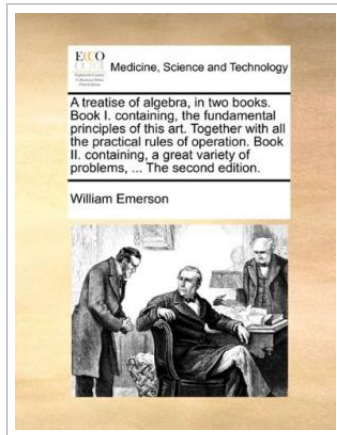 ECCO
Medicine, Science and Technology
A treatise of algebra, in two books.
Book I. containing, the fundamental
principles of this art. Together with all
the practical rules of operation. Book
II. containing, a great variety of
problems, ... The second edition.
William Emerson